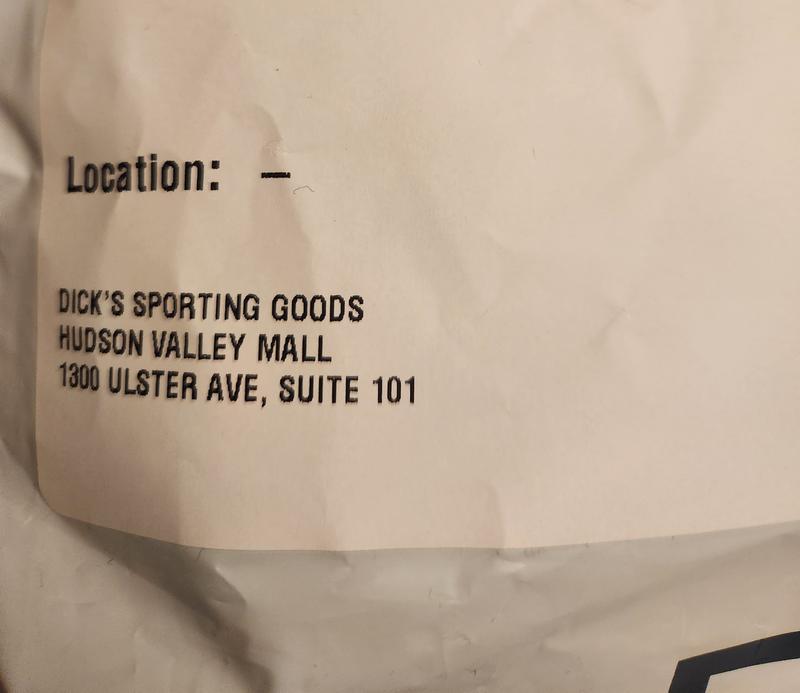 Location: –
DICK'S SPORTING GOODS
HUDSON VALLEY MALL
1300 ULSTER AVE, SUITE 101